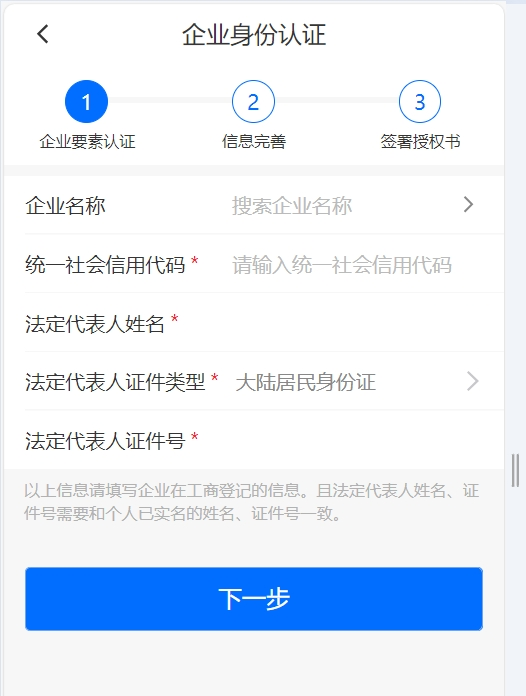 企业身份认证
1 2 3
企业要素认证 信息完善 签署授权书
企业名称 搜索企业名称
统一社会信用代码 * 请输入统一社会信用代码
法定代表人姓名 *
法定代表人证件类型 * 大陆居民身份证
法定代表人证件号 *
以上信息请填写企业在工商登记的信息。且法定代表人姓名、证
件号需要和个人已实名的姓名、证件号一致。
下一步